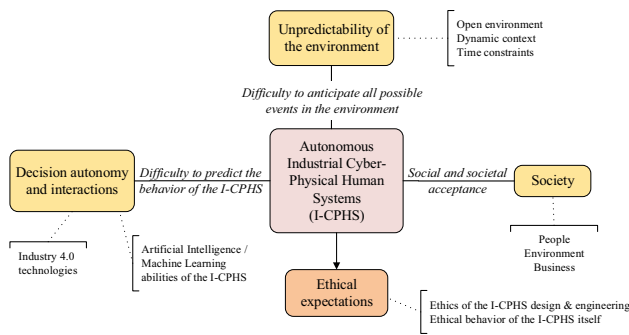 Unpredictability of
the environment
Open environment
Dynamic context
Time constraints
Difficulty to anticipate all possible
events in the environment
Decision autonomy
and interactions
Difficulty to predict the
behavior of the I-CPHS
Autonomous
Industrial Cyber-
Physical Human
Systems
(I-CPHS)
Social and societal
acceptance
Society
Industry 4.0
technologies
Artificial Intelligence /
Machine Learning
abilities of the I-CPHS
People
Environment
Business
Ethical
expectations
Ethics of the I-CPHS design & engineering
Ethical behavior of the I-CPHS itself